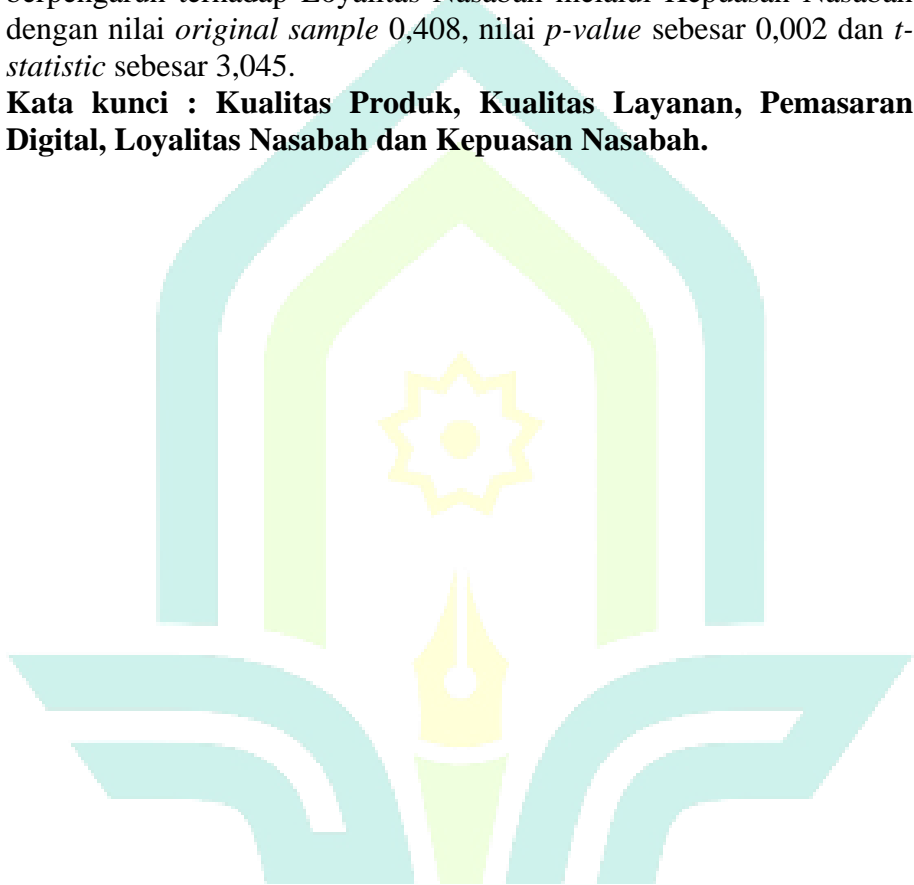 berpengaruh terhadap Loyalitas Nasabah melalui Kepuasan Nasabah
dengan nilai original sample 0,408, nilai p-value sebesar 0,002 dan t-
statistic sebesar 3,045.
Kata kunci : Kualitas Produk, Kualitas Layanan, Pemasaran
Digital, Loyalitas Nasabah dan Kepuasan Nasabah.